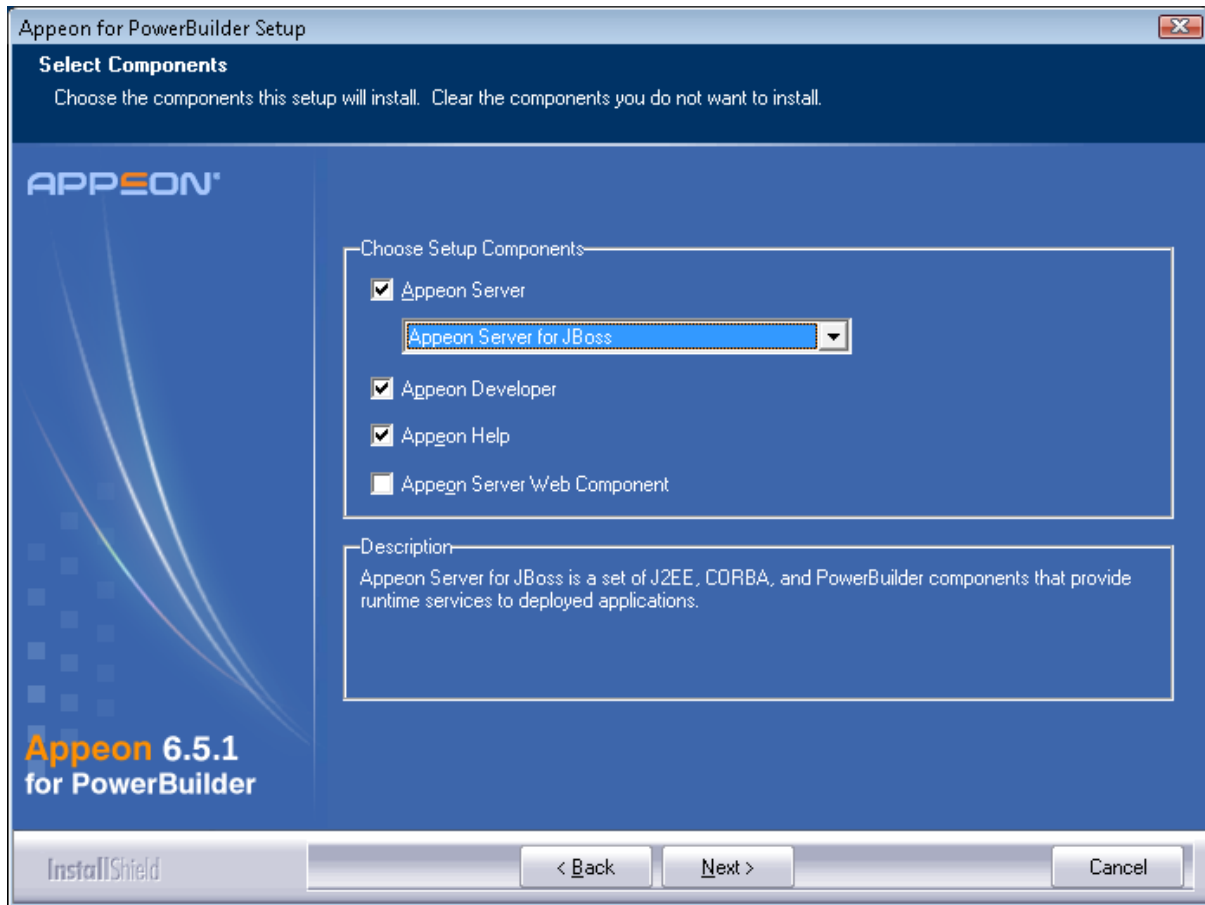 Appeon for PowerBuilder Setup
Select Components
Choose the components this setup will install. Clear the components you do not want to install.
APPEON®
Choose Setup Components
Appeon Server
Appeon Server for JBoss
Appeon Developer
Appeon Help
Appeon Server Web Component
Description
Appeon Server for JBoss is a set of J2EE, CORBA, and PowerBuilder components that provide
runtime services to deployed applications.
Appeon 6.5.1
for PowerBuilder
InstallShield
< Back
Next >
Cancel